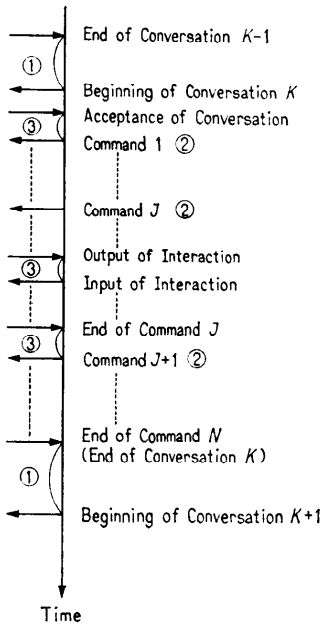 End of Conversation K-1
①
Beginning of Conversation K
Acceptance of Conversation
③
Command 1 ②
Command J ②
Output of Interaction
③
Input of Interaction
End of Command J
③
Command J+1 ②
End of Command N
(End of Conversation K)
①
Beginning of Conversation K+1
Time